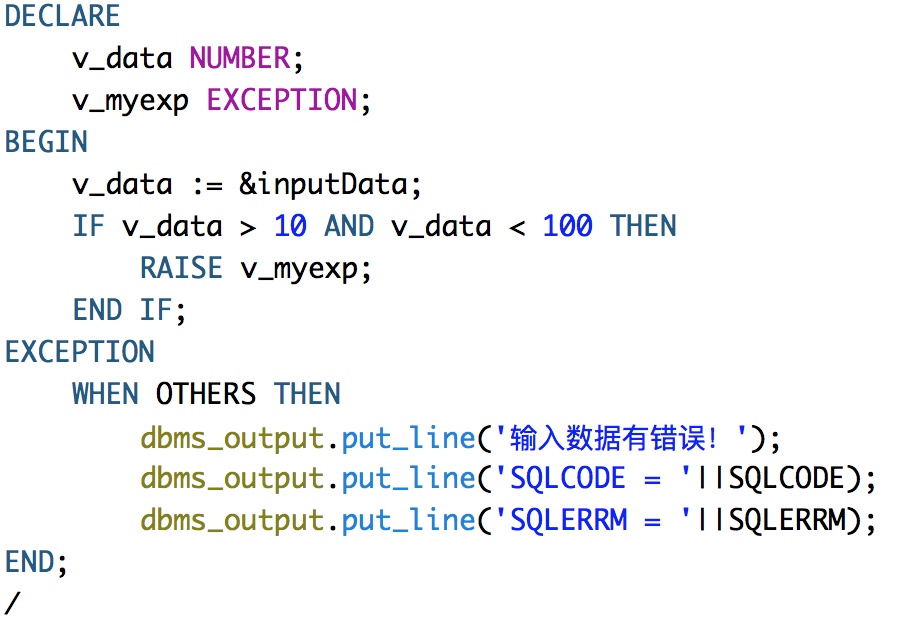 DECLARE
    v_data NUMBER;
    v_myexp EXCEPTION;
BEGIN
    v_data := &inputData;
    IF v_data > 10 AND v_data < 100 THEN
        RAISE v_myexp;
    END IF;
EXCEPTION
    WHEN OTHERS THEN
        dbms_output.put_line('输入数据有错误！');
        dbms_output.put_line('SQLCODE = '||SQLCODE);
        dbms_output.put_line('SQLERRM = '||SQLERRM);
END;
/